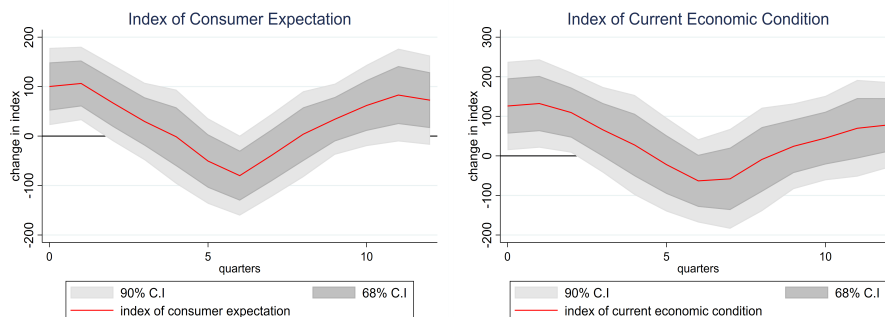 Index of Consumer Expectation
change in index
200
100
0
-100
-200
0
5
10
quarters
90% C.I
68% C.I
index of consumer expectation
Index of Current Economic Condition
change in index
300
200
100
0
-100
-200
0
5
10
quarters
90% C.I
68% C.I
index of current economic condition